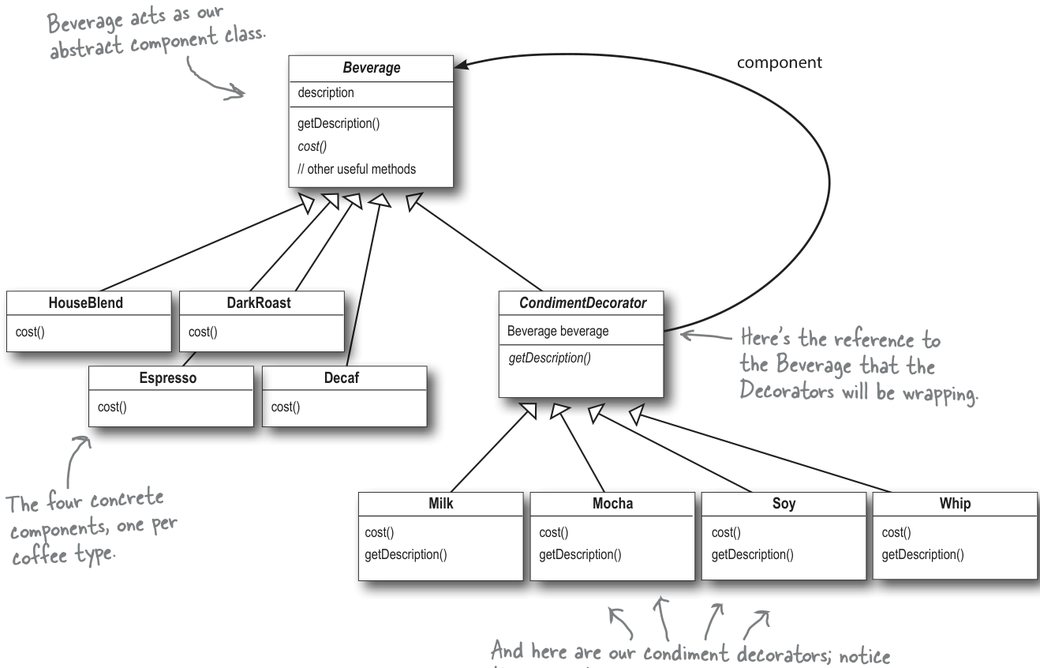 Beverage acts as our
abstract component class.
Beverage
description
getDescription()
cost()
// other useful methods
component
HouseBlend
cost()
DarkRoast
cost()
Espresso
cost()
Decaf
cost()
CondimentDecorator
Beverage beverage
getDescription()
Here's the reference to
the Beverage that the
Decorators will be wrapping.
The four concrete
components, one per
coffee type.
Milk
cost()
getDescription()
Mocha
cost()
getDescription()
Soy
cost()
getDescription()
Whip
cost()
getDescription()
And here are our condiment decorators; notice